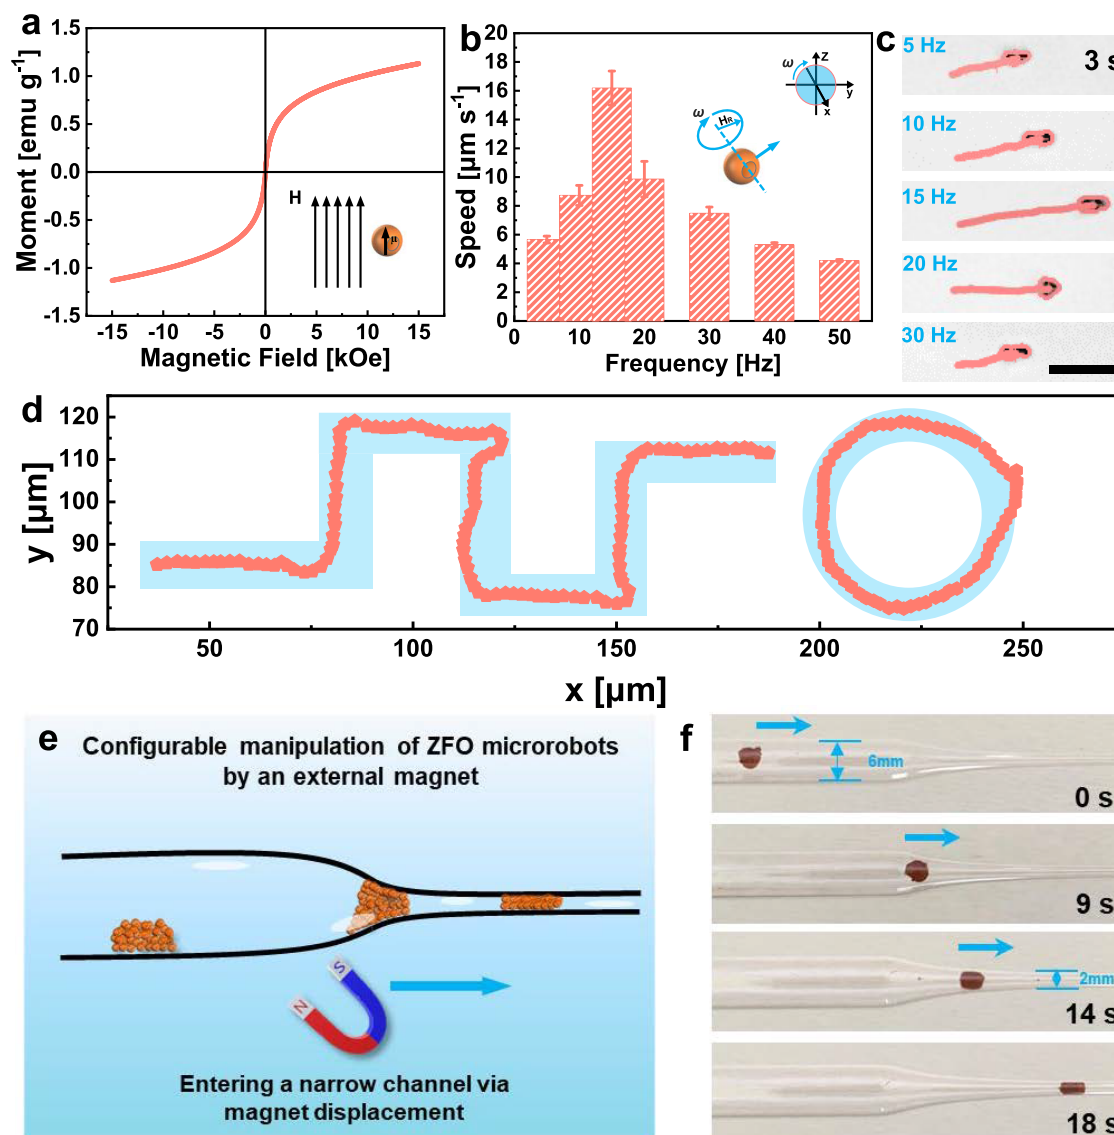 a
1.5
1.0
0.5
0.0
-0.5
-1.0
-1.5
Moment [emu g⁻¹]
H
μ
-15 -10 -5 0 5 10 15
Magnetic Field [kOe]
b
20
18
16
14
12
10
8
6
4
2
0
Speed [μm s⁻¹]
ω
Z
y
x
ω
H_R
0 10 20 30 40 50
Frequency [Hz]
c
5 Hz
3 s
10 Hz
15 Hz
20 Hz
30 Hz
d
120
110
100
90
80
70
y [μm]
50 100 150 200 250
x [μm]
e
Configurable manipulation of ZFO microrobots
by an external magnet
S
N
Entering a narrow channel via
magnet displacement
f
6mm
0 s
9 s
2mm
14 s
18 s